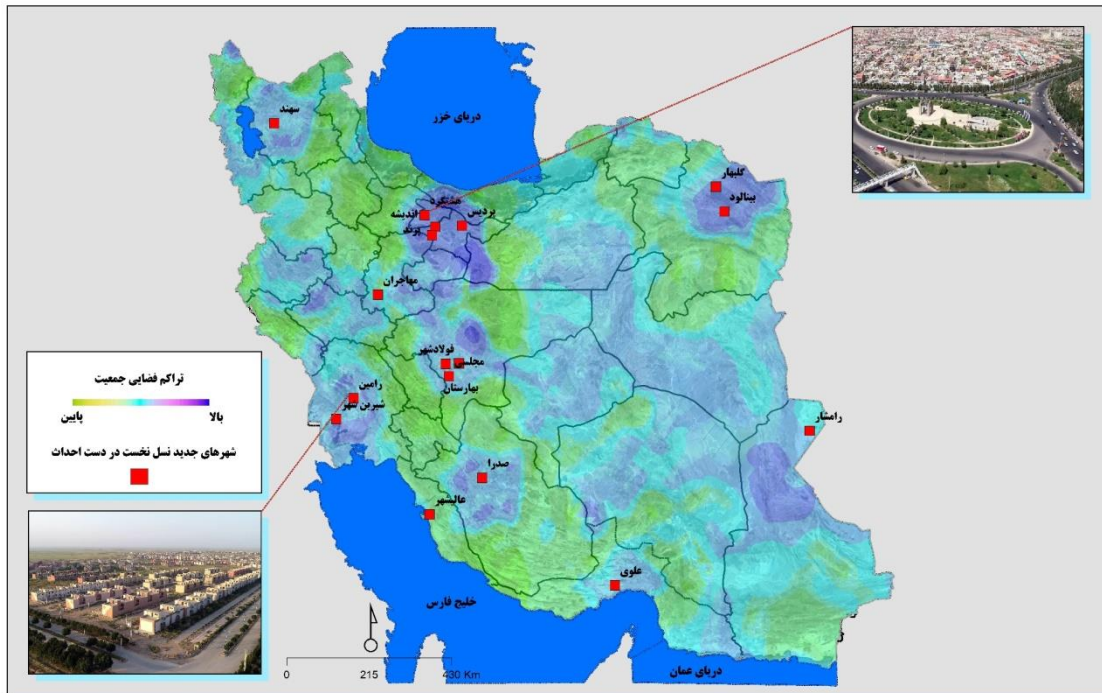 دریای خزر
سهند
گلبهار
بینالود
هشتگرد
اندیشه
پردیس
پرند
مهاجران
فولادشهر
مجلسی
بهارستان
رامین
شیرین شهر
رامشار
صدرا
عالیشهر
علوی
خلیج فارس
دریای عمان
تراکم فضایی جمعیت
پایین
بالا
شهرهای جدید نسل نخست در دست احداث
0
215
430 Km